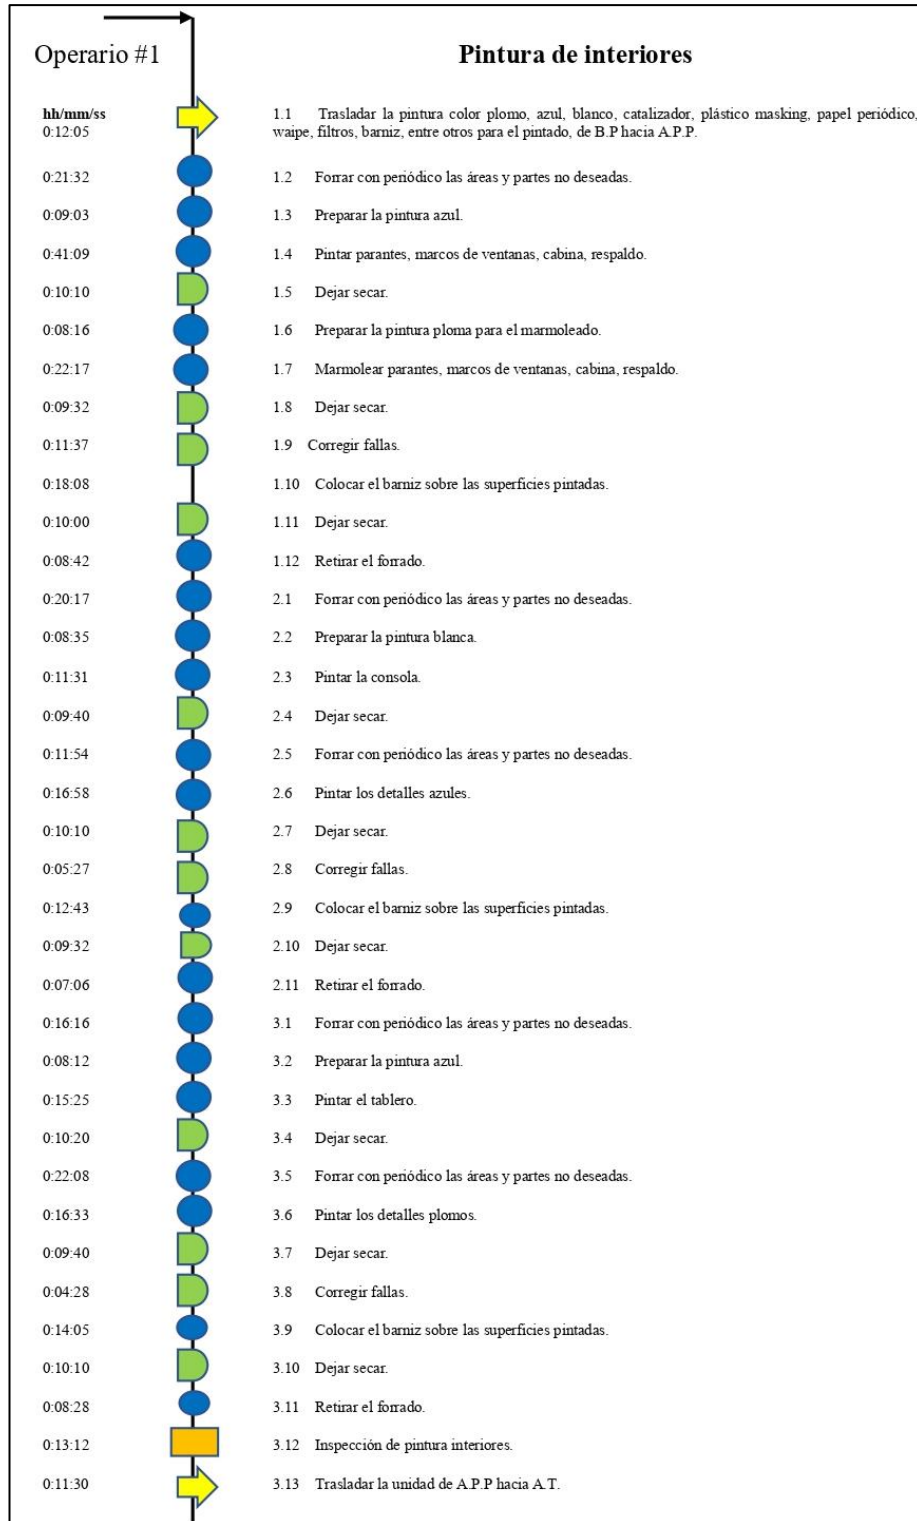 Operario #1 Pintura de interiores
hh/mm/ss
0:12:05 1.1 Trasladar la pintura color plomo, azul, blanco, catalizador, plástico masking, papel periódico,
waipe, filtros, barniz, entre otros para el pintado, de B.P hacia A.P.P.
0:21:32 1.2 Forrar con periódico las áreas y partes no deseadas.
0:09:03 1.3 Preparar la pintura azul.
0:41:09 1.4 Pintar parantes, marcos de ventanas, cabina, respaldo.
0:10:10 1.5 Dejar secar.
0:08:16 1.6 Preparar la pintura ploma para el marmoleado.
0:22:17 1.7 Marmolear parantes, marcos de ventanas, cabina, respaldo.
0:09:32 1.8 Dejar secar.
0:11:37 1.9 Corregir fallas.
0:18:08 1.10 Colocar el barniz sobre las superfícies pintadas.
0:10:00 1.11 Dejar secar.
0:08:42 1.12 Retirar el forrado.
0:20:17 2.1 Forrar con periódico las áreas y partes no deseadas.
0:08:35 2.2 Preparar la pintura blanca.
0:11:31 2.3 Pintar la consola.
0:09:40 2.4 Dejar secar.
0:11:54 2.5 Forrar con periódico las áreas y partes no deseadas.
0:16:58 2.6 Pintar los detalles azules.
0:10:10 2.7 Dejar secar.
0:05:27 2.8 Corregir fallas.
0:12:43 2.9 Colocar el barniz sobre las superfícies pintadas.
0:09:32 2.10 Dejar secar.
0:07:06 2.11 Retirar el forrado.
0:16:16 3.1 Forrar con periódico las áreas y partes no deseadas.
0:08:12 3.2 Preparar la pintura azul.
0:15:25 3.3 Pintar el tablero.
0:10:20 3.4 Dejar secar.
0:22:08 3.5 Forrar con periódico las áreas y partes no deseadas.
0:16:33 3.6 Pintar los detalles plomos.
0:09:40 3.7 Dejar secar.
0:04:28 3.8 Corregir fallas.
0:14:05 3.9 Colocar el barniz sobre las superfícies pintadas.
0:10:10 3.10 Dejar secar.
0:08:28 3.11 Retirar el forrado.
0:13:12 3.12 Inspección de pintura interiores.
0:11:30 3.13 Trasladar la unidad de A.P.P hacia A.T.